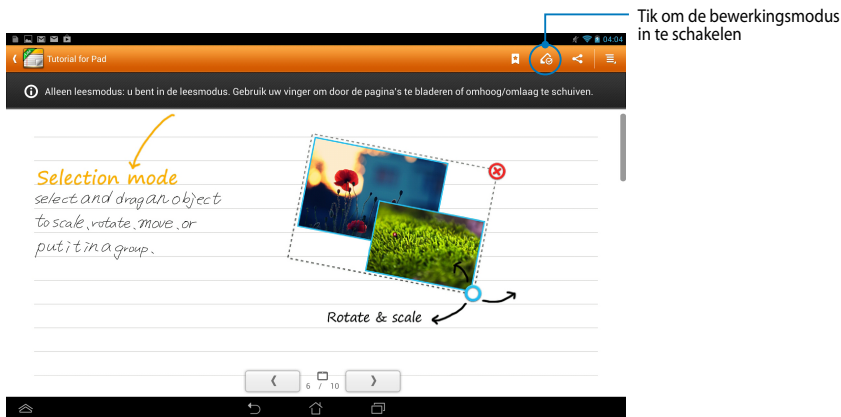 Tik om de bewerkingsmodus
in te schakelen
04:04
Tutorial for Pad
Alleen leesmodus: u bent in de leesmodus. Gebruik uw vinger om door de pagina's te bladeren of omhoog/omlaag te schuiven.
Selection mode
select and drag an object
to scale, rotate, move, or
put it in a group.
Rotate & scale
6 / 10